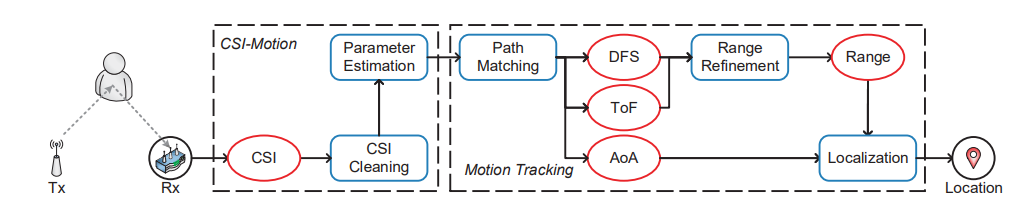 CSI-Motion
Parameter
Estimation
Path
Matching
DFS
Range
Refinement
Range
ToF
CSI
CSI
Cleaning
AoA
Motion Tracking
Localization
Tx
Rx
Location